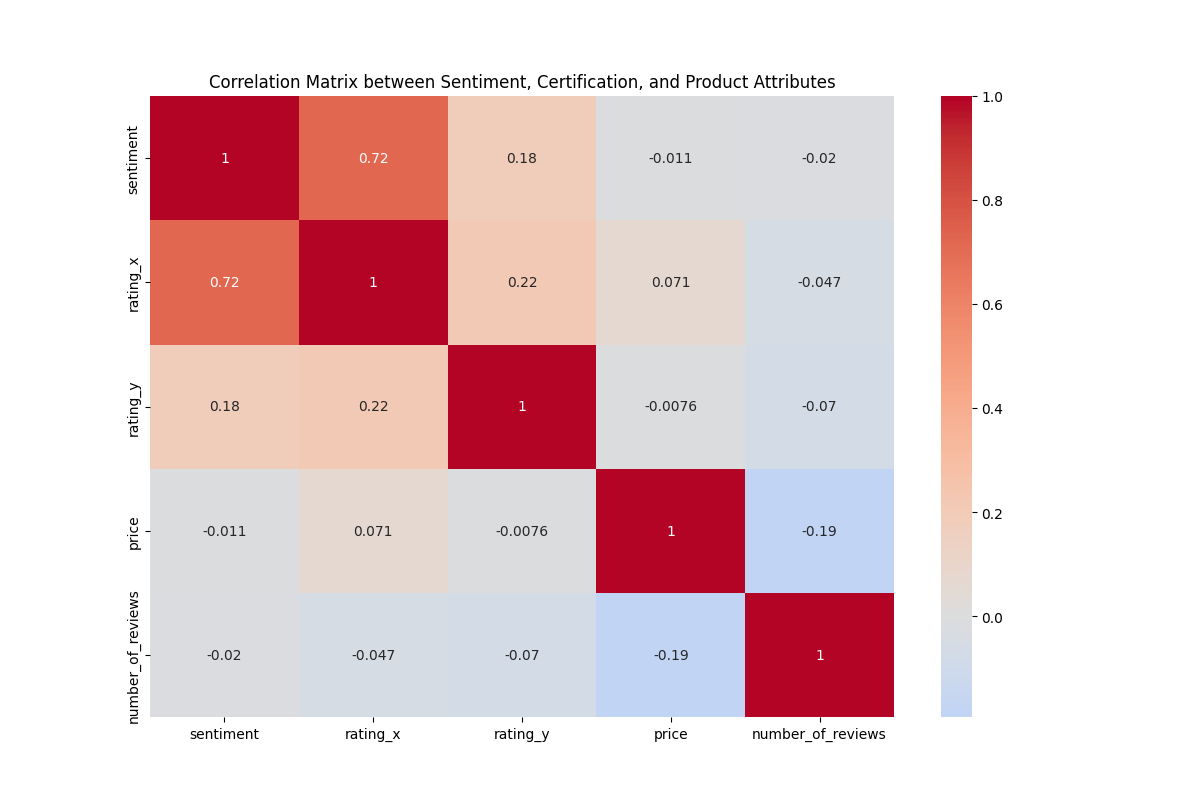 Correlation Matrix between Sentiment, Certification, and Product Attributes
sentiment
1
0.72
0.18
-0.011
-0.02
rating_x
0.72
1
0.22
0.071
-0.047
rating_y
0.18
0.22
1
-0.0076
-0.07
price
-0.011
0.071
-0.0076
1
-0.19
number_of_reviews
-0.02
-0.047
-0.07
-0.19
1
sentiment
rating_x
rating_y
price
number_of_reviews
1.0
0.8
0.6
0.4
0.2
0.0